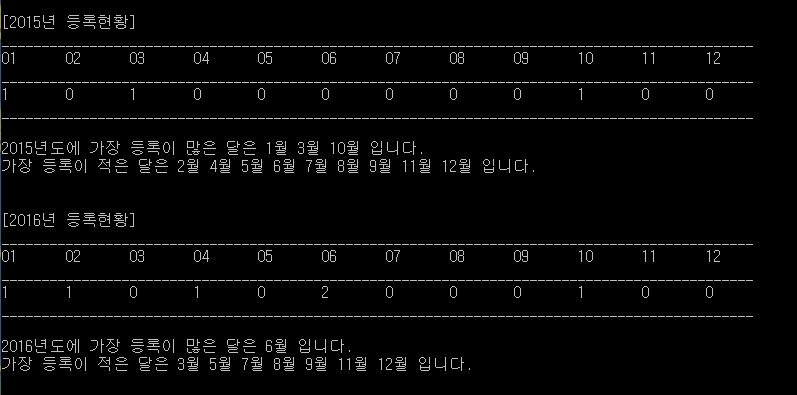 [2015년 등록현황]
01 02 03 04 05 06 07 08 09 10 11 12
1 0 1 0 0 0 0 0 0 1 0 0
2015년도에 가장 등록이 많은 달은 1월 3월 10월 입니다.
가장 등록이 적은 달은 2월 4월 5월 6월 7월 8월 9월 11월 12월 입니다.
[2016년 등록현황]
01 02 03 04 05 06 07 08 09 10 11 12
1 1 0 1 0 2 0 0 0 1 0 0
2016년도에 가장 등록이 많은 달은 6월 입니다.
가장 등록이 적은 달은 3월 5월 7월 8월 9월 11월 12월 입니다.